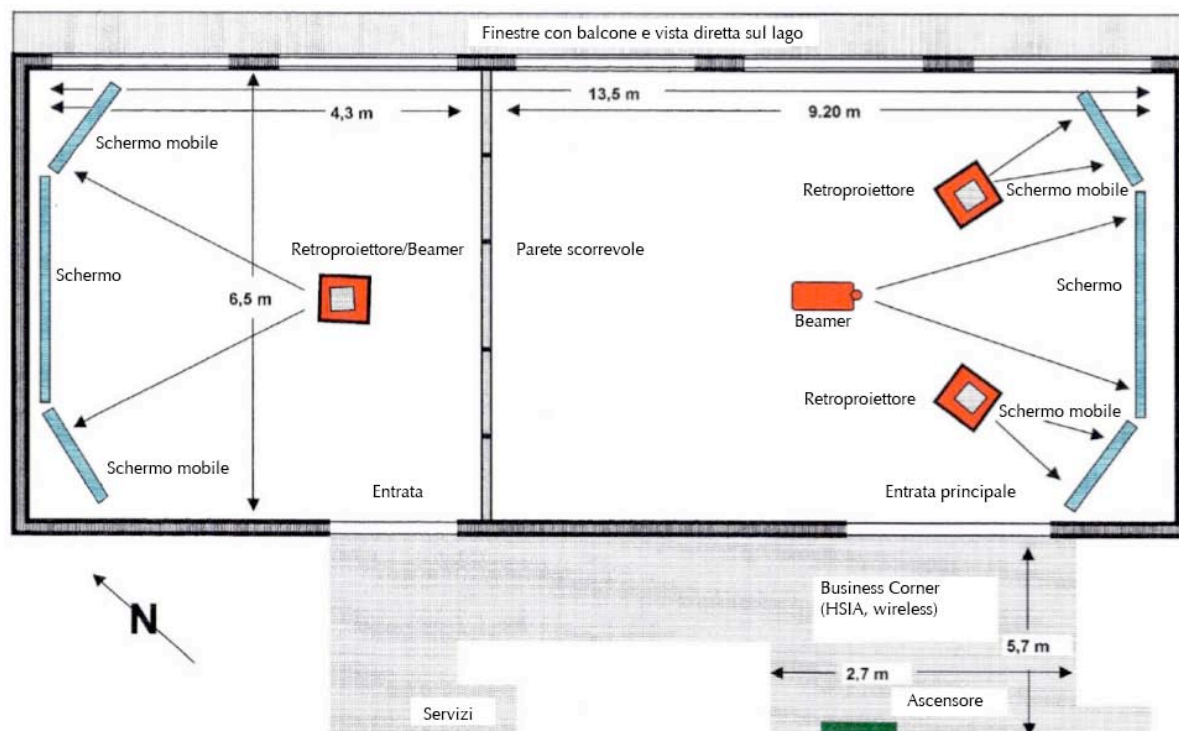 Finestre con balcone e vista diretta sul lago
13,5 m
4,3 m
9.20 m
Schermo mobile
Retroproiettore
Schermo mobile
Retroproiettore/Beamer
Parete scorrevole
Schermo
6,5 m
Schermo
Beamer
Retroproiettore
Schermo mobile
Schermo mobile
Entrata
Entrata principale
N
Business Corner
(HSIA, wireless)
5,7 m
2,7 m
Ascensore
Servizi